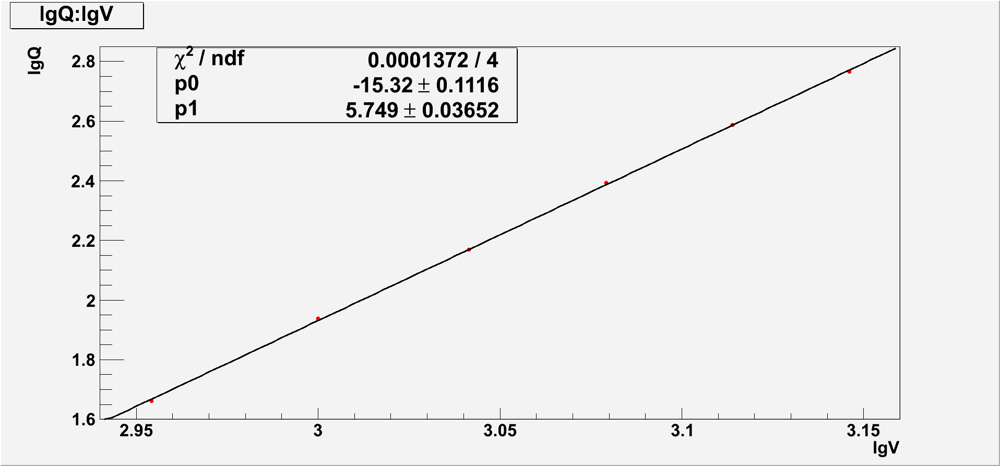 lgQ:lgV
lgQ
χ² / ndf 0.0001372 / 4
p0 -15.32 ± 0.1116
p1 5.749 ± 0.03652
2.8
2.6
2.4
2.2
2
1.8
1.6
2.95 3 3.05 3.1 3.15
lgV